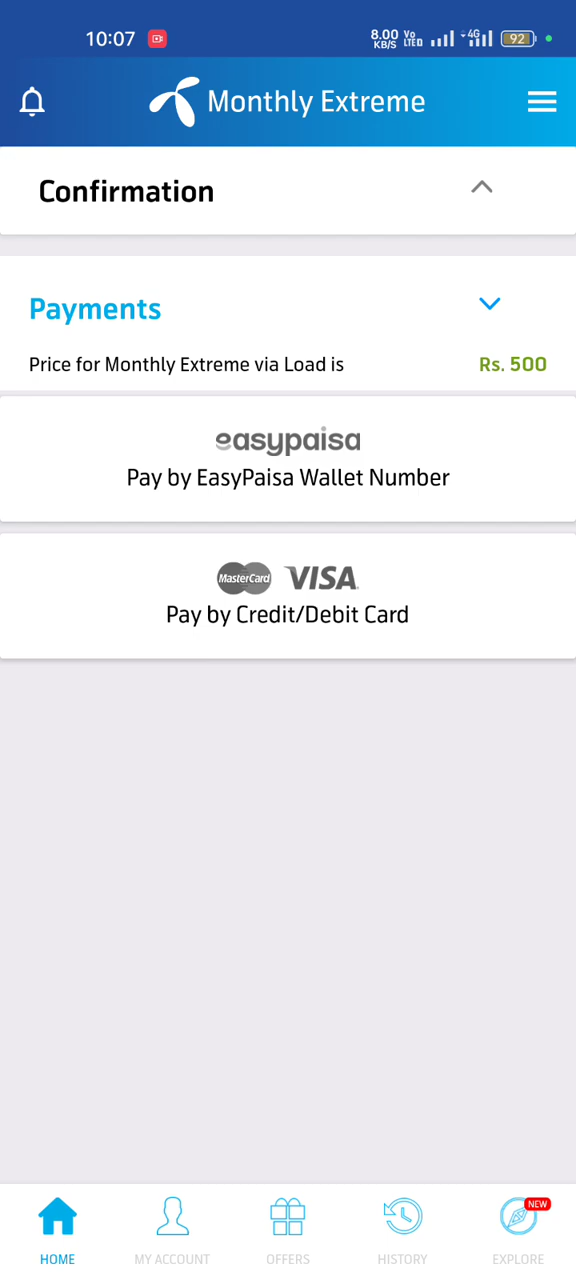 10:07 8.00 KB/S Vo LTED 4G 92
Monthly Extreme
Confirmation
Payments
Price for Monthly Extreme via Load is Rs. 500
easypaisa
Pay by EasyPaisa Wallet Number
MasterCard VISA
Pay by Credit/Debit Card
NEW
HOME MY ACCOUNT OFFERS HISTORY EXPLORE